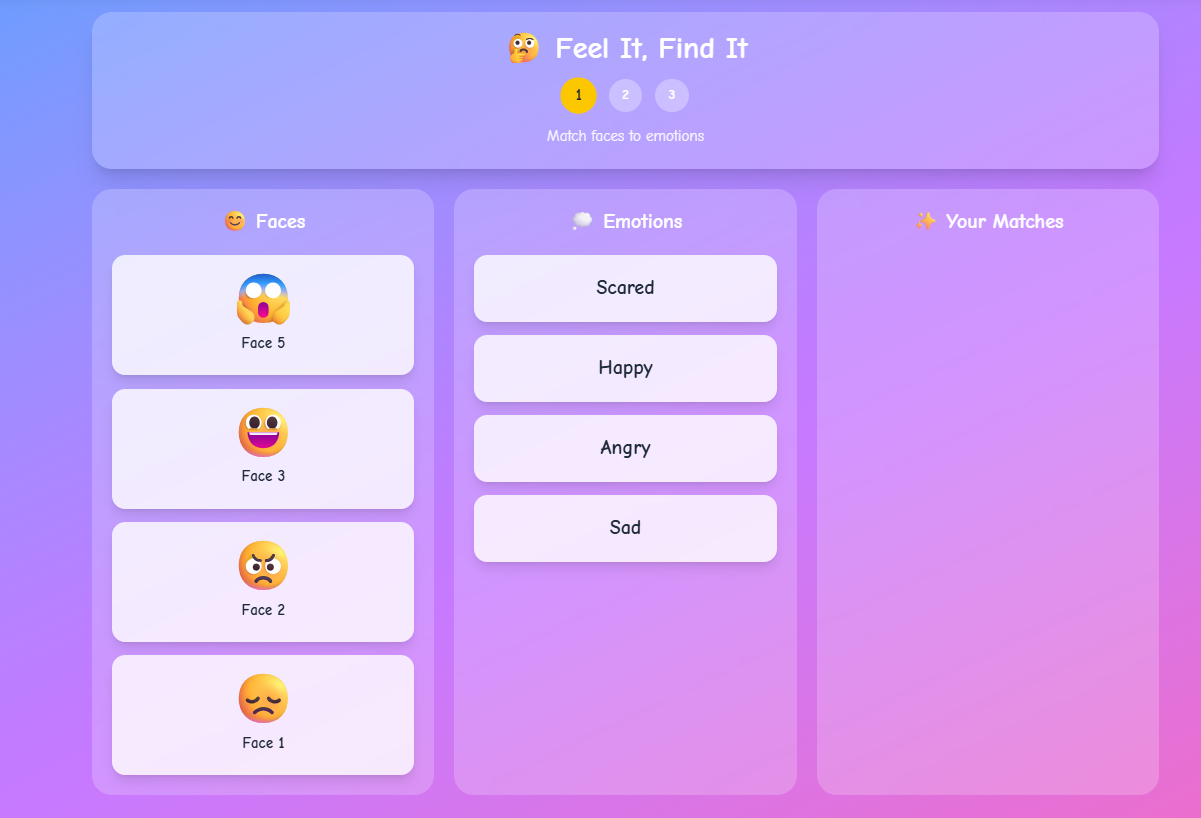 Feel It, Find It
1 2 3
Match faces to emotions
Faces
Face 5
Face 3
Face 2
Face 1
Emotions
Scared
Happy
Angry
Sad
Your Matches